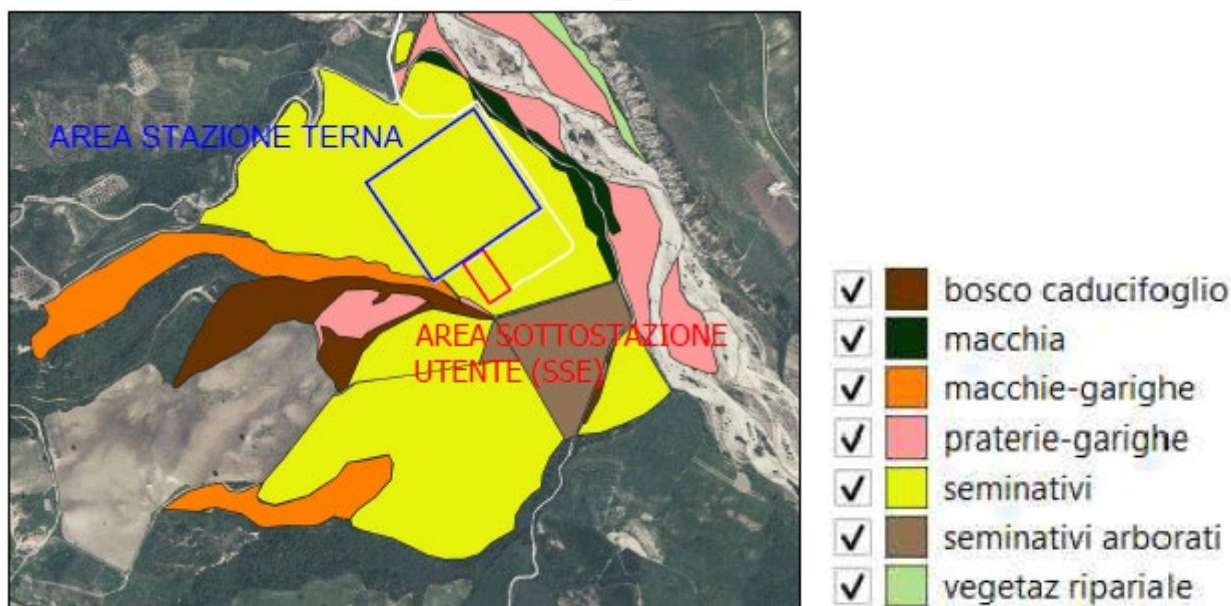 AREA STAZIONE TERNA
AREA SOTTOSTAZIONE
UTENTE (SSE)
bosco caducifoglio
macchia
macchie-garighe
praterie-garighe
seminativi
seminativi arborati
vegetaz ripariale